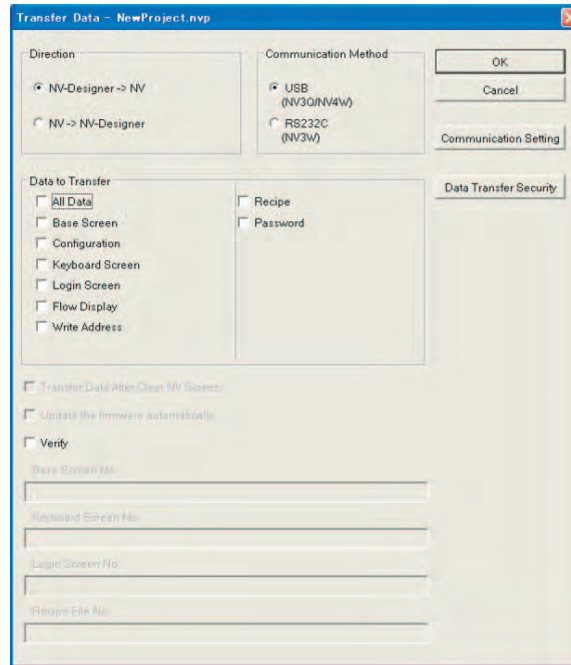 Transfer Data - NewProject.nvp
Direction
NV-Designer -> NV
NV -> NV-Designer
Communication Method
USB
(NV3Q/NV4W)
RS232C
(NV3W)
OK
Cancel
Communication Setting
Data Transfer Security
Data to Transfer
All Data
Base Screen
Configuration
Keyboard Screen
Login Screen
Flow Display
Write Address
Recipe
Password
Transfer Data After Clear NV Screen
Update the firmware automatically
Verify
Base Screen No.
Keyboard Screen No.
Login Screen No.
Recipe File No.